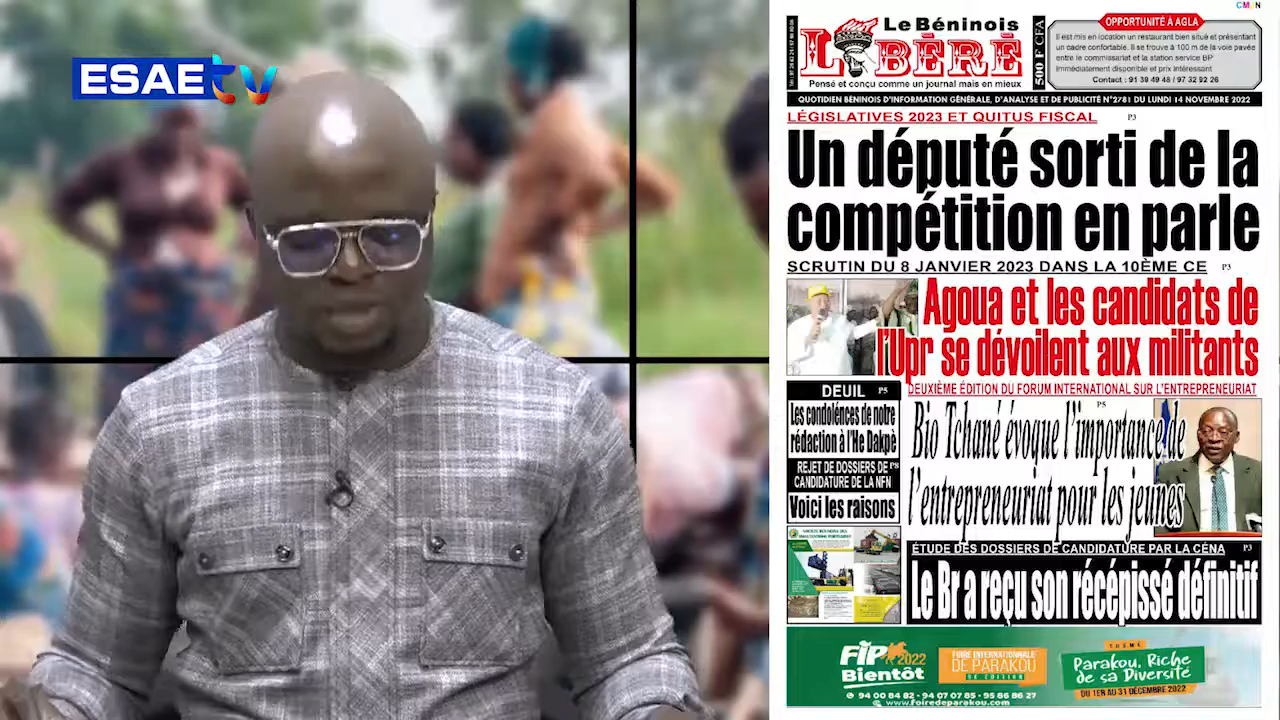 ESAE tv
CMJN
Le Béninois
LIBÉRÉ
Pensé et conçu comme un journal mais en mieux
500 F CFA
OPPORTUNITÉ À AGLA
Il est mis en location un restaurant bien situé et présentant
un cadre confortable. Il se trouve à 100 m de la voie pavée
entre le commissariat et la station service BP
Immédiatement disponible et prix intéressant
Contact : 91 39 49 48 / 97 32 92 26
QUOTIDIEN BÉNINOIS D'INFORMATION GÉNÉRALE, D'ANALYSE ET DE PUBLICITÉ N°2781 DU LUNDI 14 NOVEMBRE 2022
LÉGISLATIVES 2023 ET QUITUS FISCAL P3
Un député sorti de la
compétition en parle
SCRUTIN DU 8 JANVIER 2023 DANS LA 10ÈME CE P3
Agoua et les candidats de
l'Upr se dévoilent aux militants
DEUIL P5
Les condolénces de notre
rédaction à l'He Dakpè
REJET DE DOSSIERS DE P8
CANDIDATURE DE LA NFN
Voici les raisons
DEUXIÈME ÉDITION DU FORUM INTERNATIONAL SUR L'ENTREPRENEURIAT
P5
Bio Tchané évoque l'importance de
l'entrepreneuriat pour les jeunes
ÉTUDE DES DOSSIERS DE CANDIDATURE PAR LA CÉNA P3
Le Br a reçu son récépissé définitif
FIP 2022
Bientôt
FOIRE INTERNATIONALE
DE PARAKOU
THÈME
Parakou, Riche
de sa Diversité
DU 1ER AU 31 DÉCEMBRE 2022
94 00 84 82 - 94 07 07 85 - 95 86 86 27
www.foiredeparakou.com